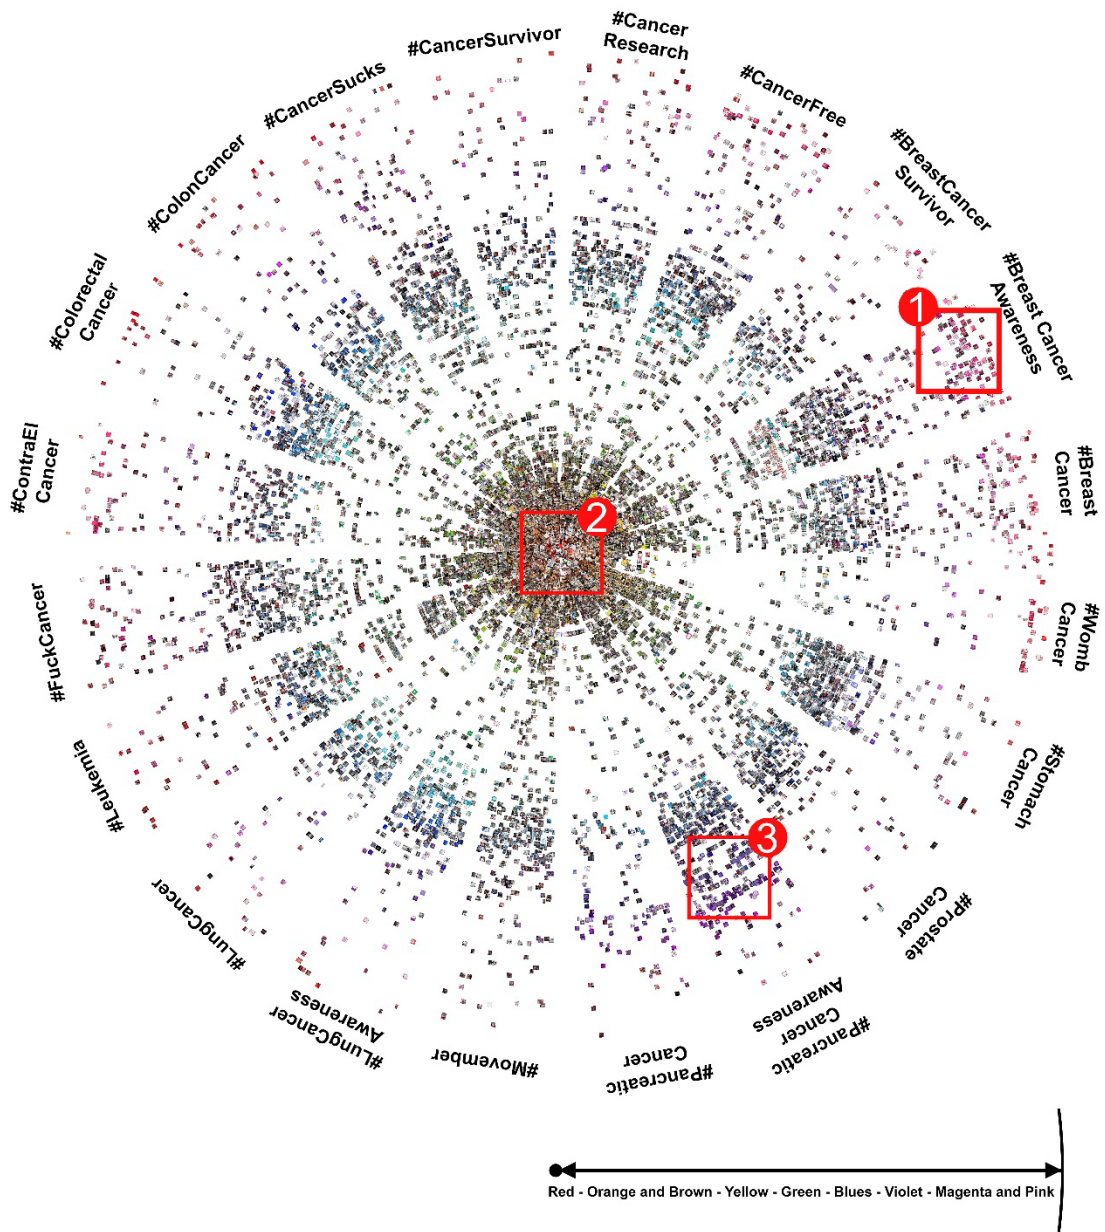 #CancerSurvivor
#Cancer
Research
#CancerFree
#BreastCancer
Survivor
#Breast Cancer
Awareness
#Breast
Cancer
#Womb
Cancer
#Stomach
Cancer
#Prostate
Cancer
#Pancreatic
Cancer
Awareness
#Pancreatic
Cancer
#Movember
#LungCancer
Awareness
#LungCancer
#Leukemia
#FuckCancer
#ContraEl
Cancer
#Colorectal
Cancer
#ColonCancer
#CancerSucks
1
2
3
Red - Orange and Brown - Yellow - Green - Blues - Violet - Magenta and Pink